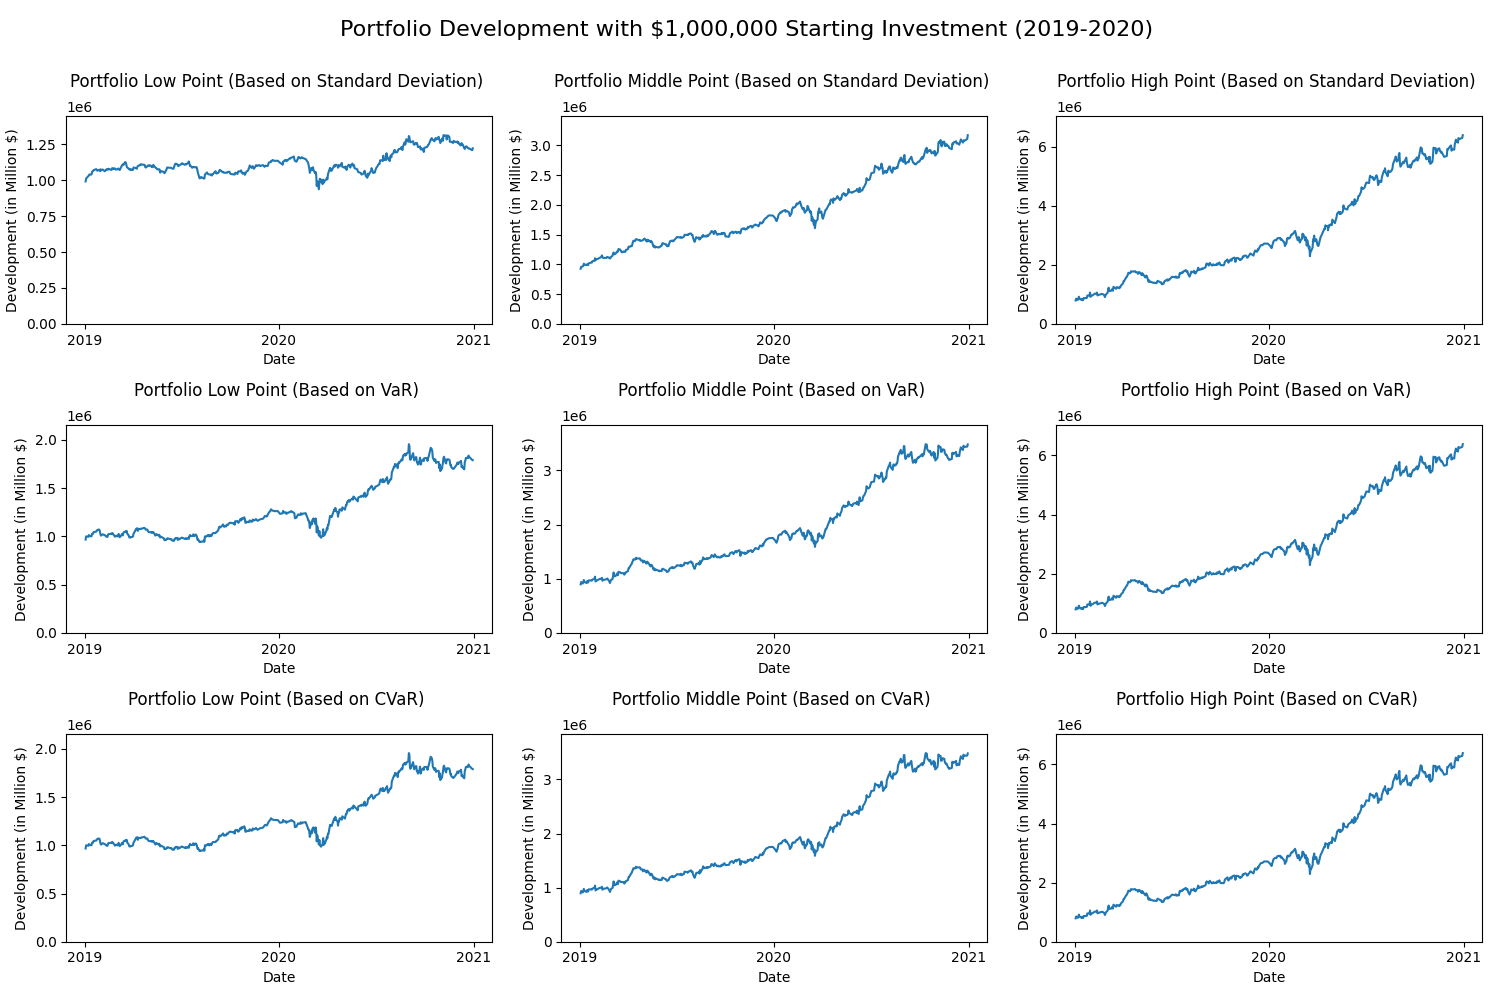 Portfolio Development with $1,000,000 Starting Investment (2019-2020)
Portfolio Low Point (Based on Standard Deviation)
1e6
Development (in Million $)
1.25
1.00
0.75
0.50
0.25
0.00
2019 2020 2021
Date
Portfolio Middle Point (Based on Standard Deviation)
1e6
Development (in Million $)
3.0
2.5
2.0
1.5
1.0
0.5
0.0
2019 2020 2021
Date
Portfolio High Point (Based on Standard Deviation)
1e6
Development (in Million $)
6
4
2
0
2019 2020 2021
Date
Portfolio Low Point (Based on VaR)
1e6
Development (in Million $)
2.0
1.5
1.0
0.5
0.0
2019 2020 2021
Date
Portfolio Middle Point (Based on VaR)
1e6
Development (in Million $)
3
2
1
0
2019 2020 2021
Date
Portfolio High Point (Based on VaR)
1e6
Development (in Million $)
6
4
2
0
2019 2020 2021
Date
Portfolio Low Point (Based on CVaR)
1e6
Development (in Million $)
2.0
1.5
1.0
0.5
0.0
2019 2020 2021
Date
Portfolio Middle Point (Based on CVaR)
1e6
Development (in Million $)
3
2
1
0
2019 2020 2021
Date
Portfolio High Point (Based on CVaR)
1e6
Development (in Million $)
6
4
2
0
2019 2020 2021
Date